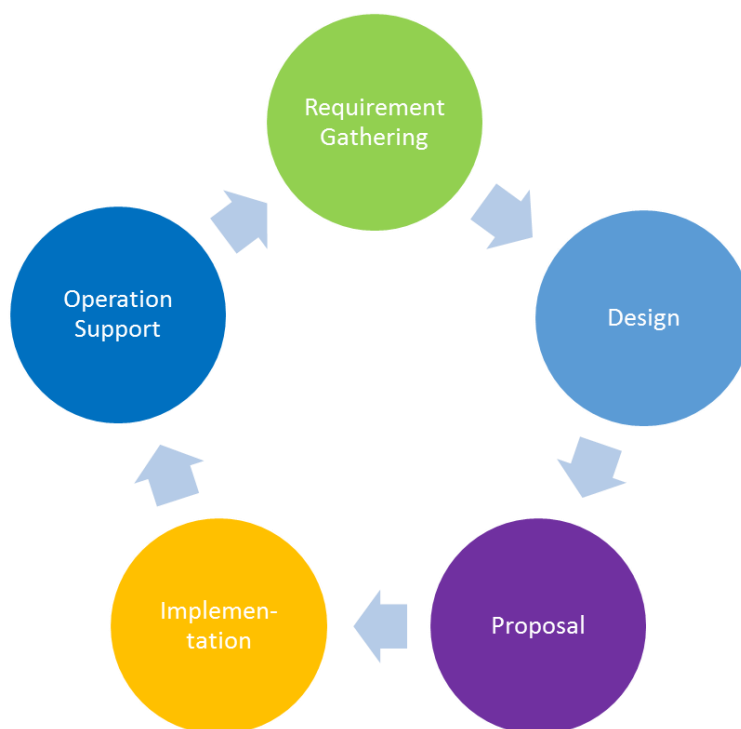 Requirement
Gathering
Design
Proposal
Implemen-
tation
Operation
Support